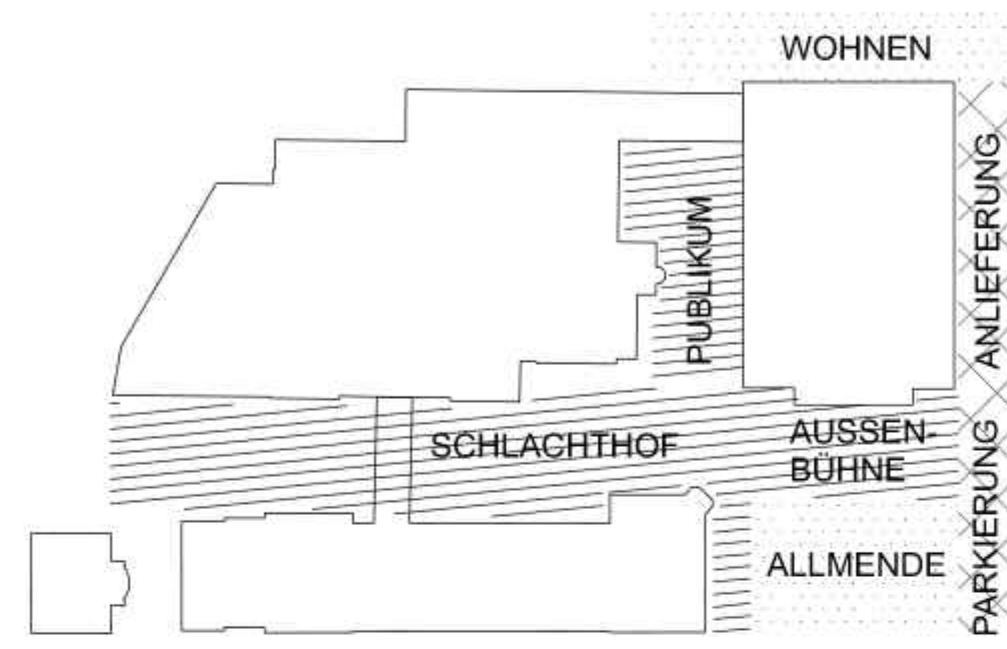 WOHNEN
ANLIEFERUNG
PUBLIKUM
SCHLACHTHOF
AUSSEN-
BÜHNE
PARKIERUNG
ALLMENDE